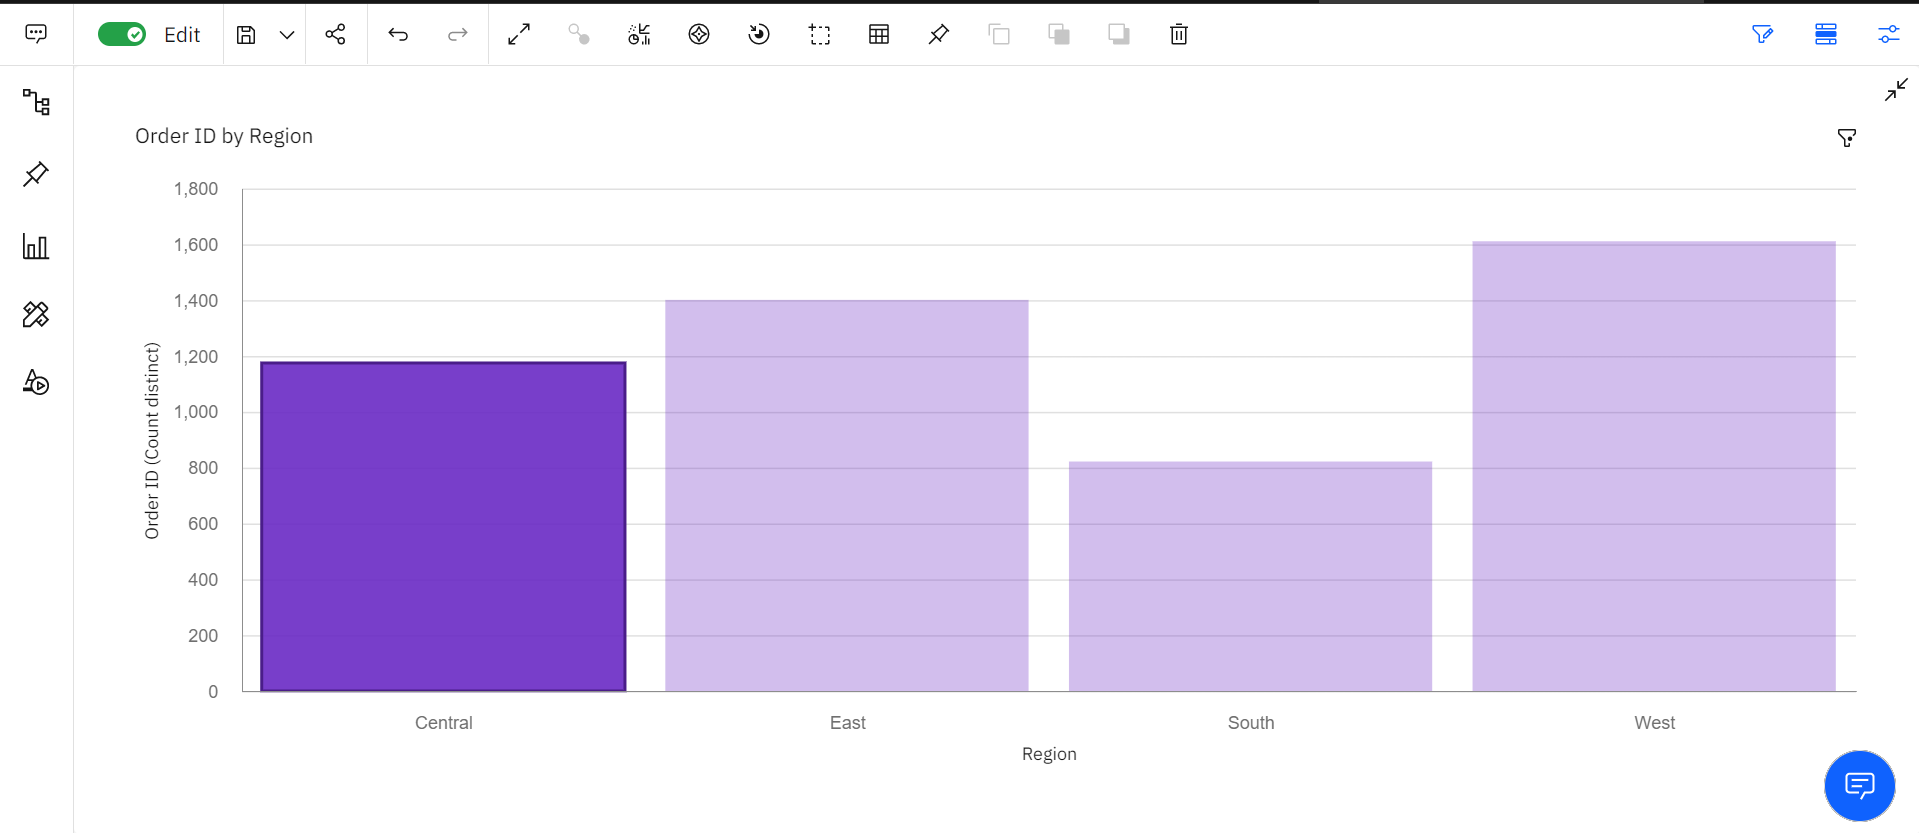 Edit
Order ID by Region
1,800
1,600
1,400
1,200
1,000
800
600
400
200
0
Order ID (Count distinct)
Central East South West
Region